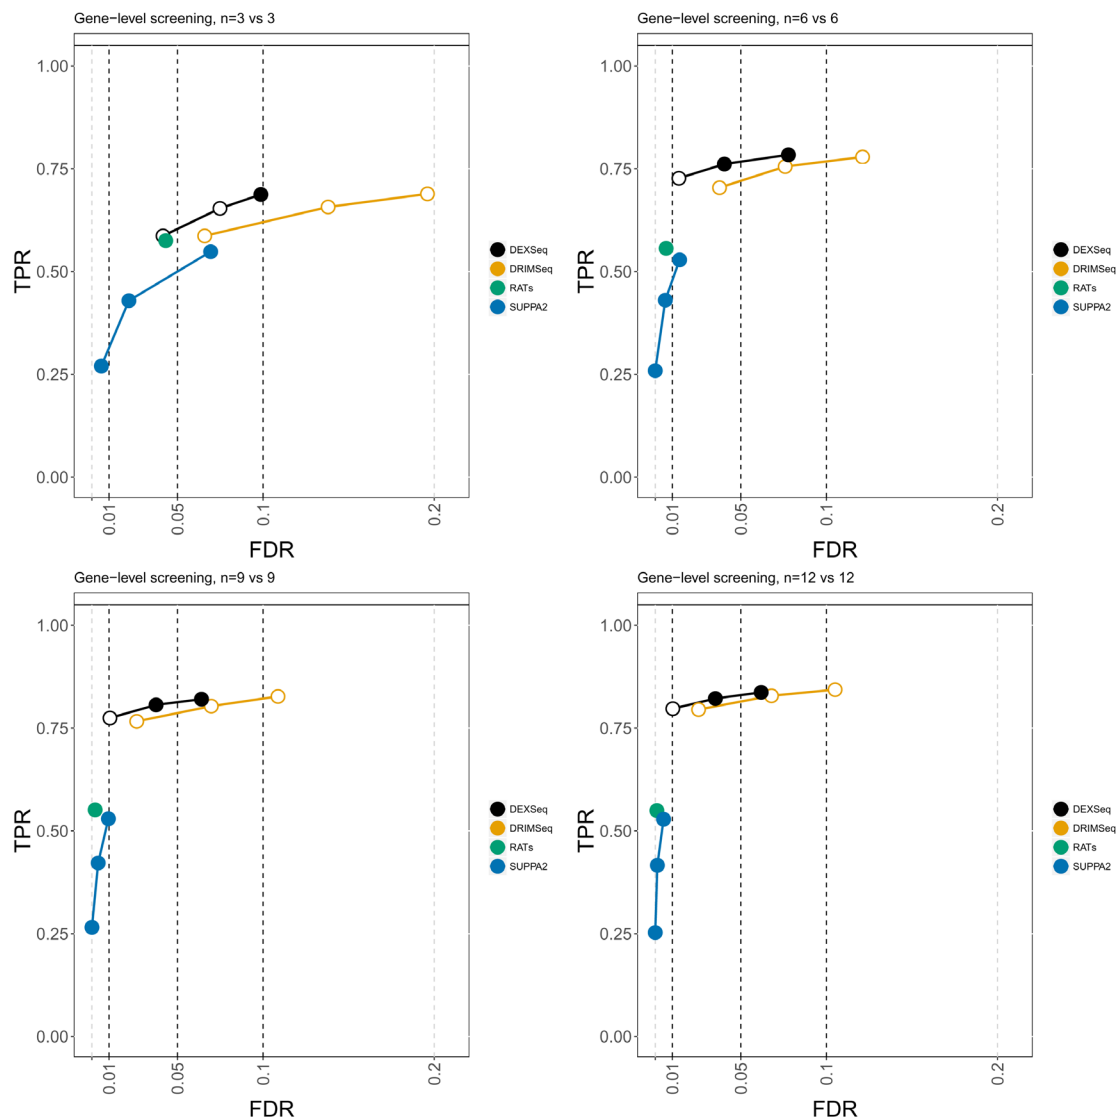 Gene−level screening, n=3 vs 3
1.00
0.75
0.50
0.25
0.00
TPR
0.01
0.05
0.1
0.2
FDR
DEXSeq
DRIMSeq
RATs
SUPPA2
Gene−level screening, n=6 vs 6
1.00
0.75
0.50
0.25
0.00
TPR
0.01
0.05
0.1
0.2
FDR
DEXSeq
DRIMSeq
RATs
SUPPA2
Gene−level screening, n=9 vs 9
1.00
0.75
0.50
0.25
0.00
TPR
0.01
0.05
0.1
0.2
FDR
DEXSeq
DRIMSeq
RATs
SUPPA2
Gene−level screening, n=12 vs 12
1.00
0.75
0.50
0.25
0.00
TPR
0.01
0.05
0.1
0.2
FDR
DEXSeq
DRIMSeq
RATs
SUPPA2